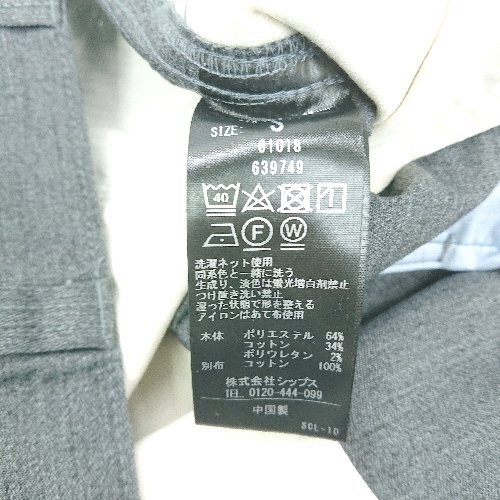 SIZE: S
01018
639749
40
F W
洗濯ネット使用
同系色と一緒に洗う
生成り、淡色は蛍光増白剤禁止
つけ置き洗い禁止
湿った状態で形を整える
アイロンはあて布使用
本体 ポリエステル 64%
コットン 34%
ポリウレタン 2%
別布 コットン 100%
株式会社シップス
TEL. 0120-444-099
中国製
SCL-10